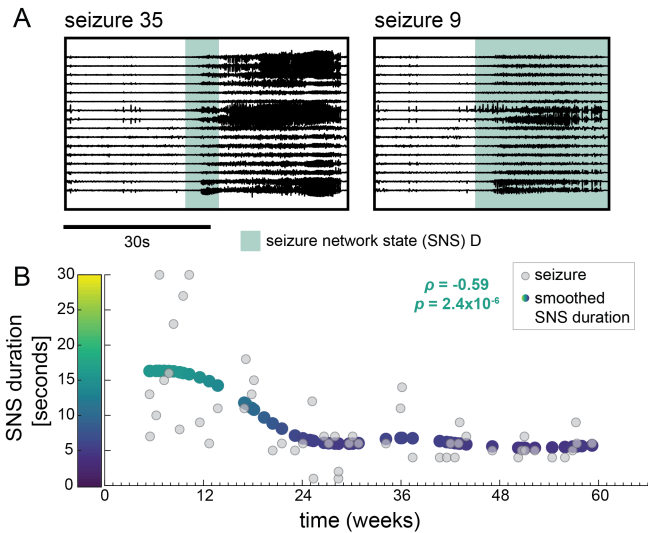 A
seizure 35
seizure 9
30s
seizure network state (SNS) D
B
ρ = -0.59
p = 2.4x10-6
seizure
smoothed
SNS duration
SNS duration
[seconds]
30
25
20
15
10
5
0
0
12
24
36
48
60
time (weeks)